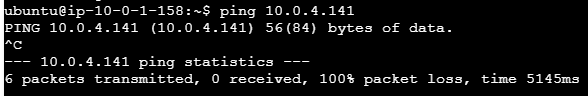 ubuntu@ip-10-0-1-158:~$ ping 10.0.4.141
PING 10.0.4.141 (10.0.4.141) 56(84) bytes of data.
^C
--- 10.0.4.141 ping statistics ---
6 packets transmitted, 0 received, 100% packet loss, time 5145ms